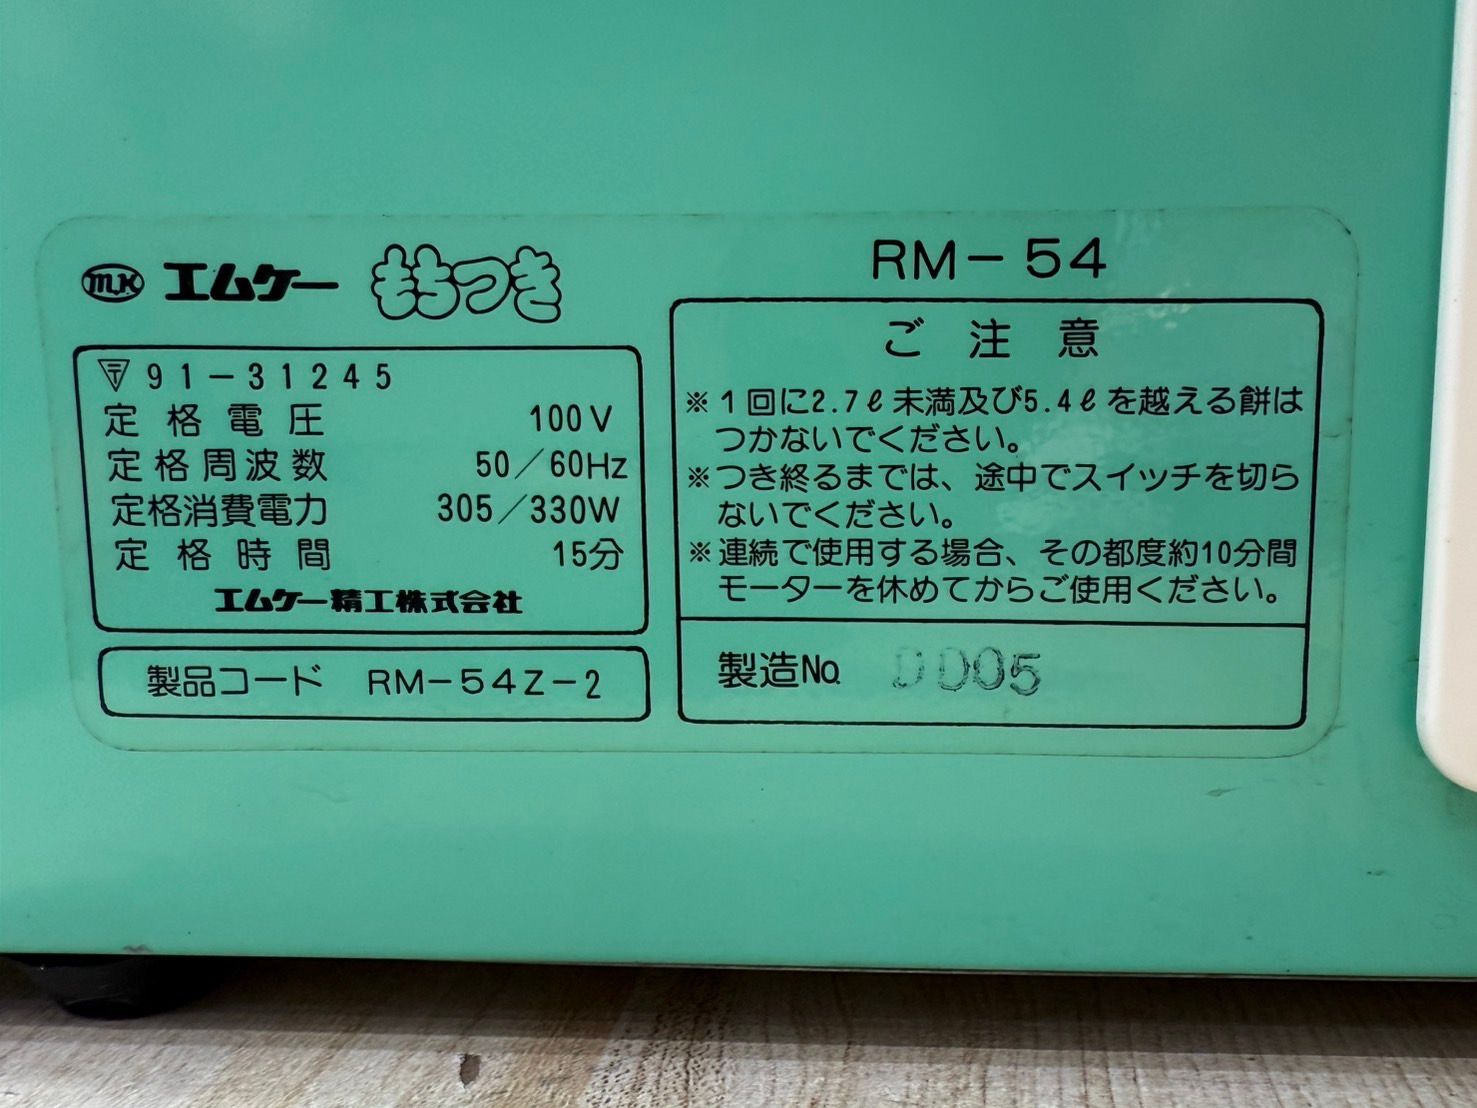 MK エムケー もちつき
〒91-31245
定格電圧 100V
定格周波数 50/60Hz
定格消費電力 305/330W
定格時間 15分
エムケー精工株式会社
製品コード RM-54Z-2
RM-54
ご注意
※1回に2.7ℓ未満及び5.4ℓを越える餅は
つかないでください。
※つき終るまでは、途中でスイッチを切ら
ないでください。
※連続で使用する場合、その都度約10分間
モーターを休めてからご使用ください。
製造No. DD05